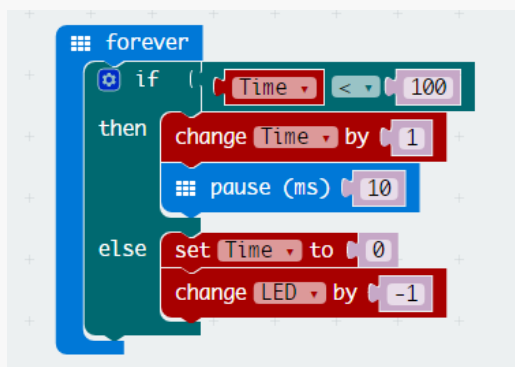 forever
if Time < 100
then change Time by 1
pause (ms) 10
else set Time to 0
change LED by -1